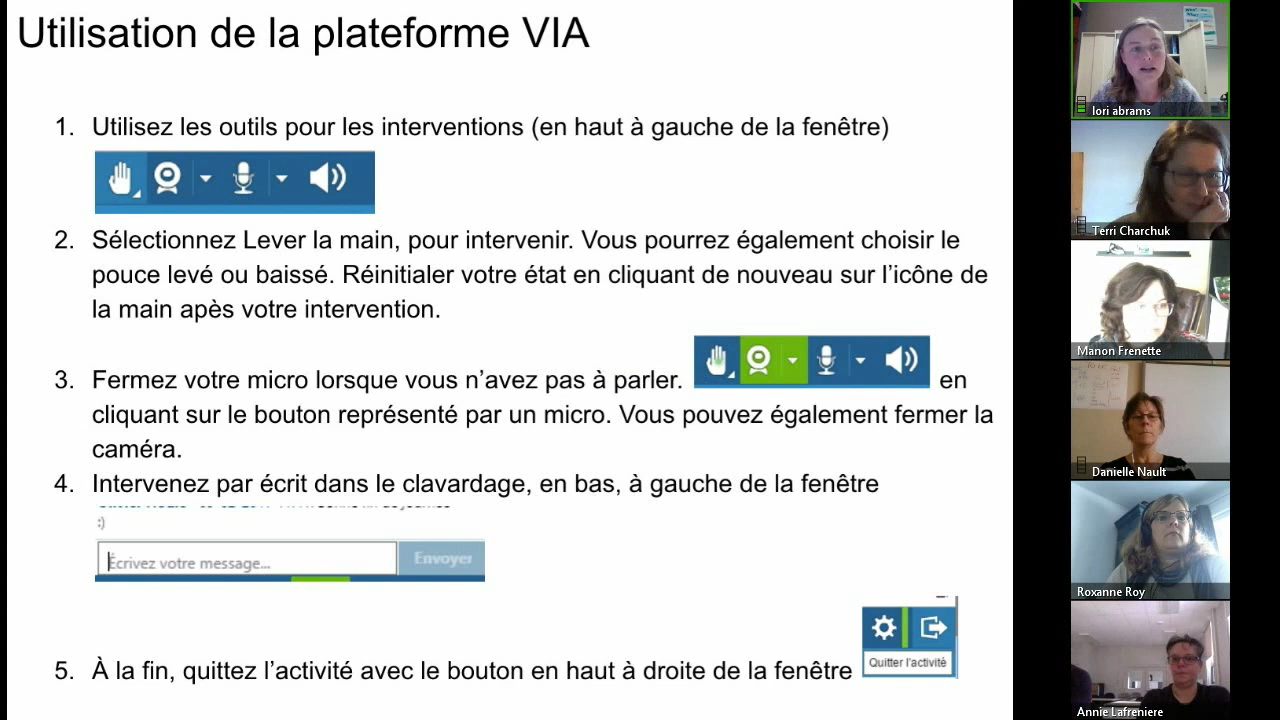 Utilisation de la plateforme VIA
1. Utilisez les outils pour les interventions (en haut à gauche de la fenêtre)
2. Sélectionnez Lever la main, pour intervenir. Vous pourrez également choisir le
pouce levé ou baissé. Réinitialer votre état en cliquant de nouveau sur l'icône de
la main apès votre intervention.
3. Fermez votre micro lorsque vous n'avez pas à parler. en
cliquant sur le bouton représenté par un micro. Vous pouvez également fermer la
caméra.
4. Intervenez par écrit dans le clavardage, en bas, à gauche de la fenêtre
:)
Écrivez votre message...
Envoyer
5. À la fin, quittez l'activité avec le bouton en haut à droite de la fenêtre
Quitter l'activité
lori abrams
Terri Charchuk
Manon Frenette
Danielle Nault
Roxanne Roy
Annie Lafreniere